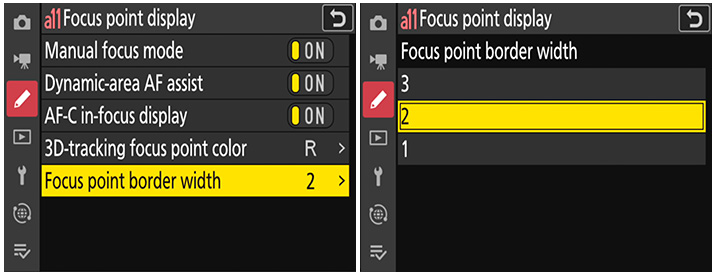 a11 Focus point display
Manual focus mode ON
Dynamic-area AF assist ON
AF-C in-focus display ON
3D-tracking focus point color R >
Focus point border width 2 >
a11 Focus point display
Focus point border width
3
2
1